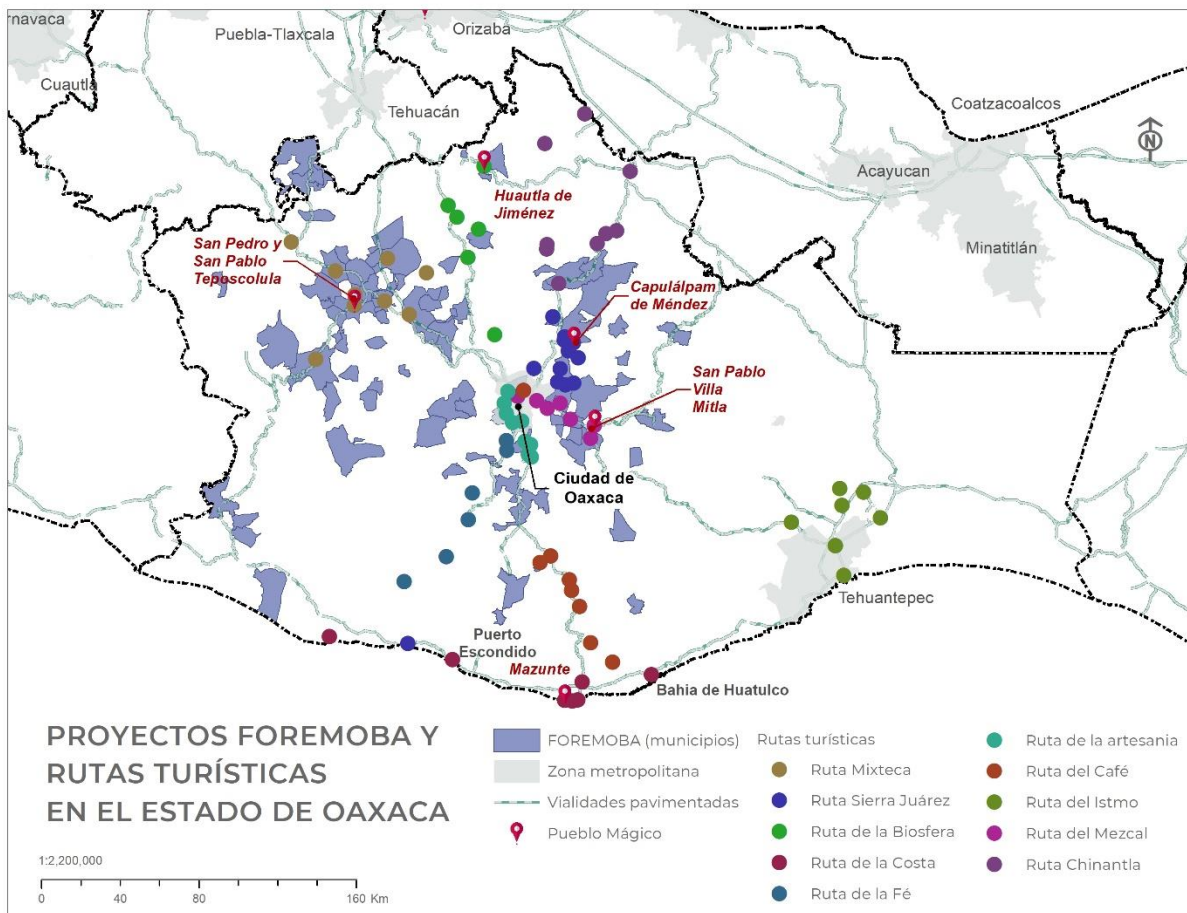 rnavaca
Puebla-Tlaxcala
Orizaba
Cuautla
Tehuacán
Coatzacoalcos
N
Acayucan
Minatitlán
Huautla de
Jiménez
San Pedro y
San Pablo
Teposcolula
Capulálpam
de Méndez
San Pablo
Villa
Mitla
Ciudad de
Oaxaca
Tehuantepec
Puerto
Escondido
Mazunte
Bahia de Huatulco
PROYECTOS FOREMOBA Y
RUTAS TURÍSTICAS
EN EL ESTADO DE OAXACA
1:2,200,000
0 40 80 160 Km
FOREMOBA (municipios)
Zona metropolitana
Vialidades pavimentadas
Pueblo Mágico
Rutas turísticas
Ruta Mixteca
Ruta Sierra Juárez
Ruta de la Biosfera
Ruta de la Costa
Ruta de la Fé
Ruta de la artesania
Ruta del Café
Ruta del Istmo
Ruta del Mezcal
Ruta Chinantla